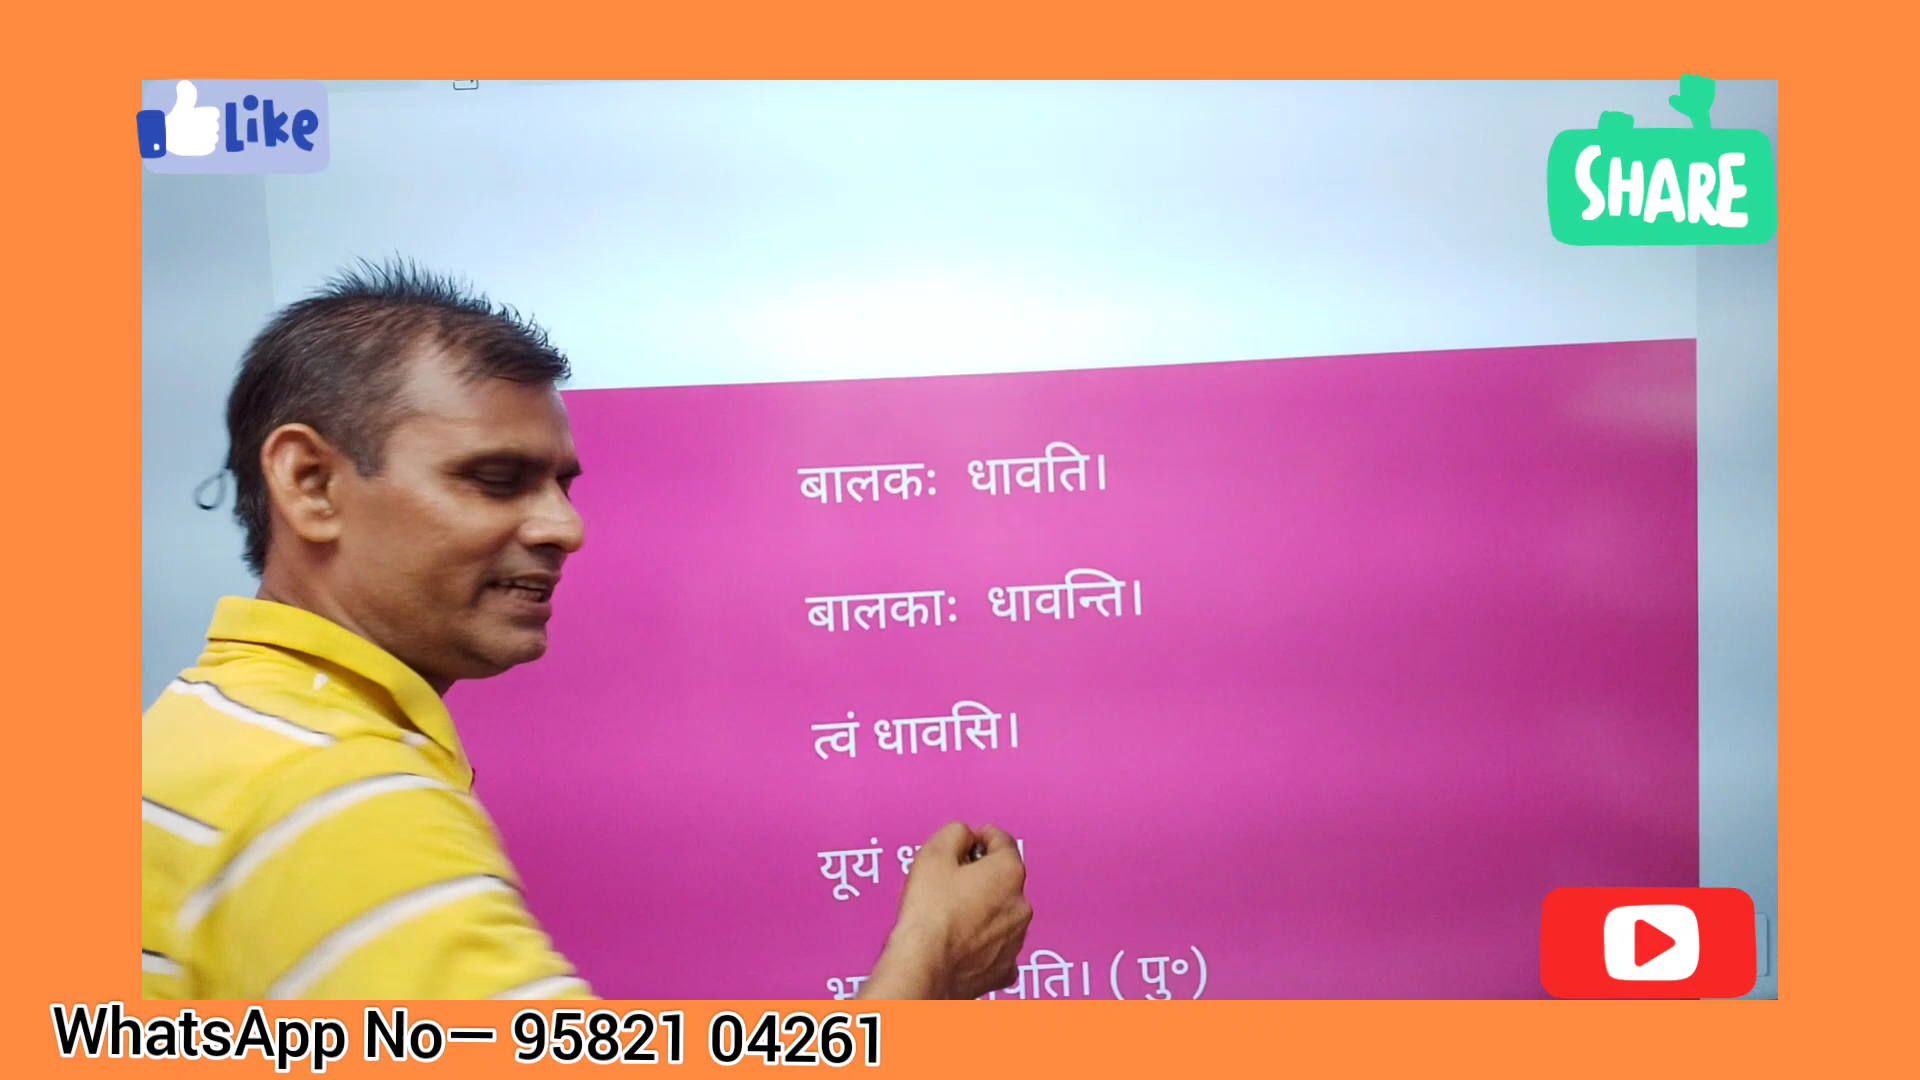 Like
SHARE
बालकः धावति।
बालकाः धावन्ति।
त्वं धावसि।
यूयं
( पु॰)
WhatsApp No— 95821 04261